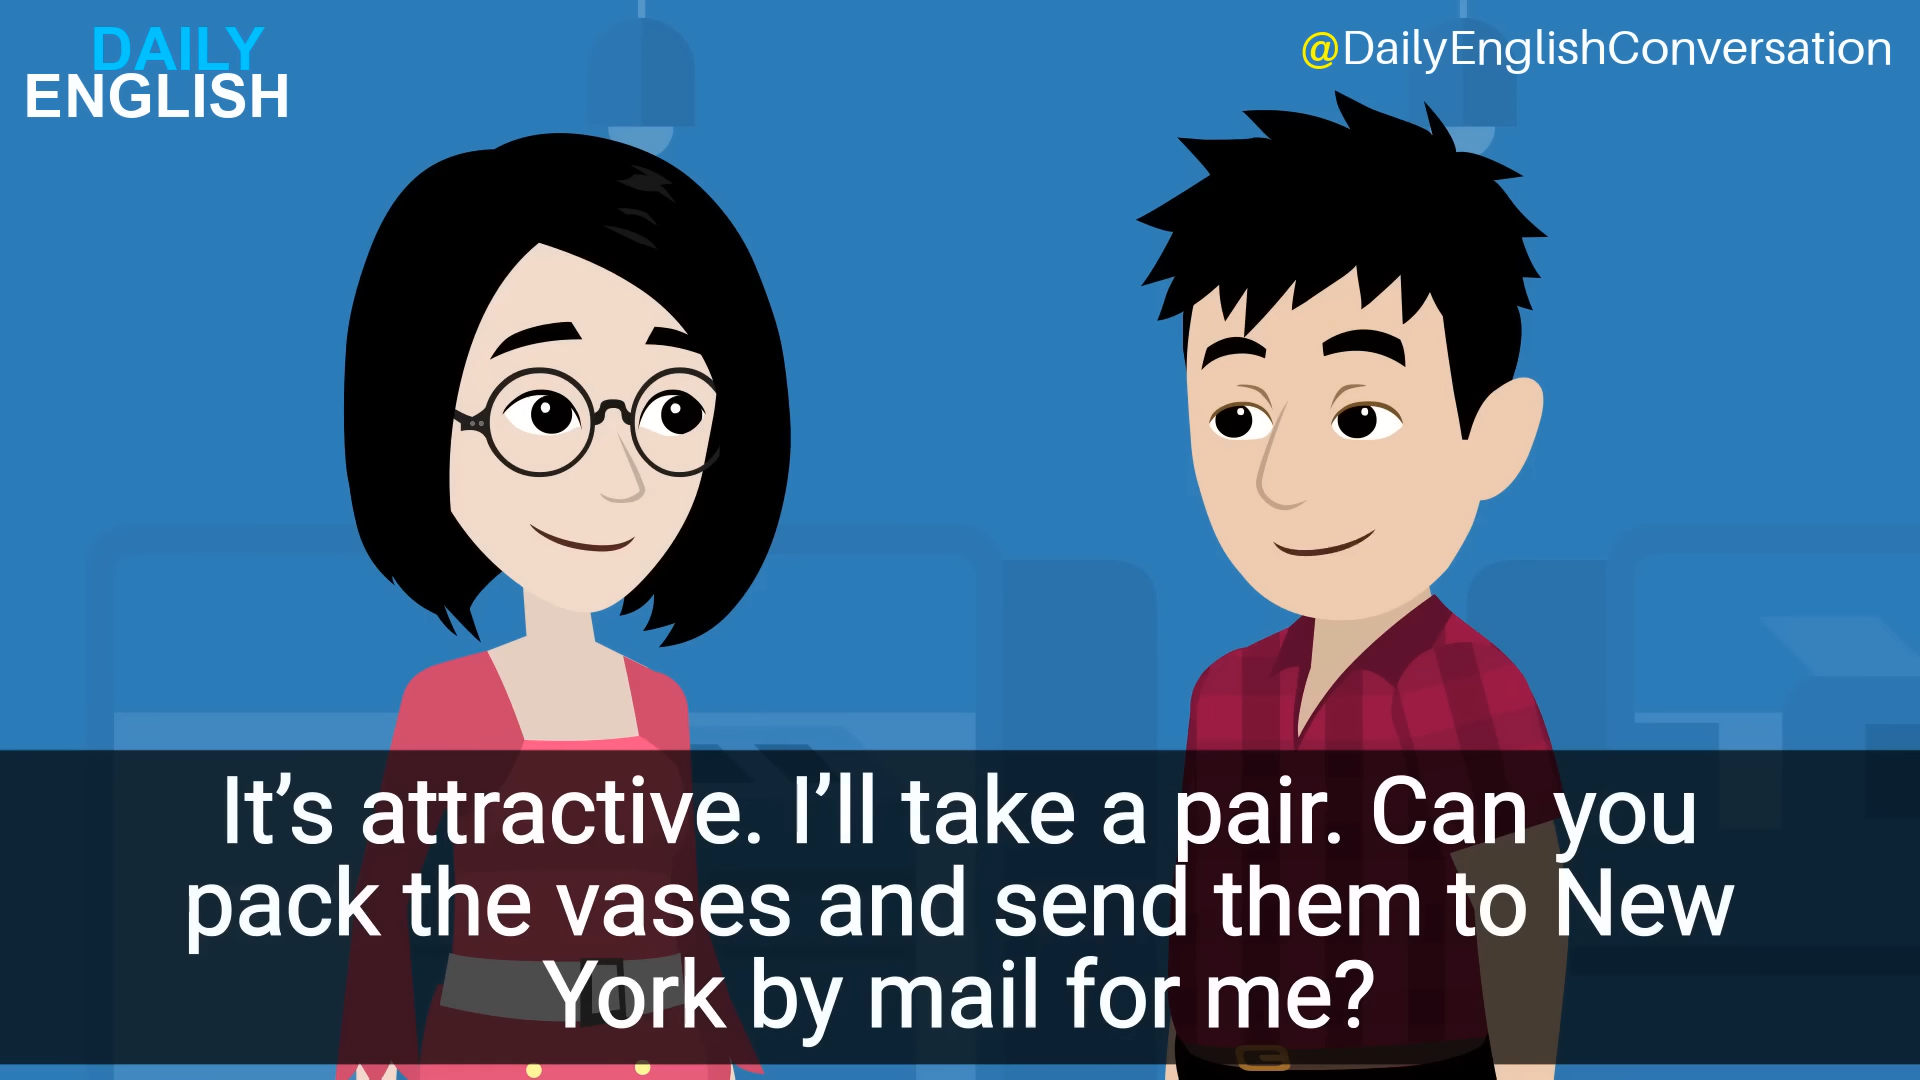 DAILY
ENGLISH
@DailyEnglishConversation
It’s attractive. I’ll take a pair. Can you
pack the vases and send them to New
York by mail for me?